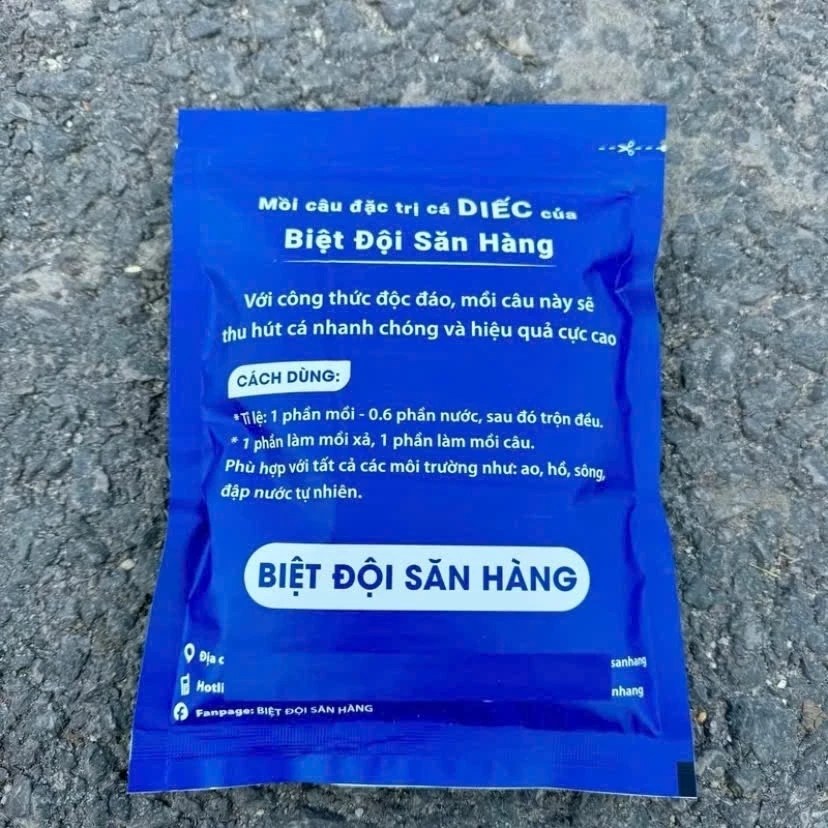 Mồi câu đặc trị cá DIẾC của
Biệt Đội Săn Hàng
Với công thức độc đáo, mồi câu này sẽ
thu hút cá nhanh chóng và hiệu quả cực cao
CÁCH DÙNG:
*Tỉ lệ: 1 phần mồi - 0.6 phần nước, sau đó trộn đều.
* 1 phần làm mồi xả, 1 phần làm mồi câu.
Phù hợp với tất cả các môi trường như: ao, hồ, sông,
đập nước tự nhiên.
BIỆT ĐỘI SĂN HÀNG
Địa c
sanhang
Hotli
nhang
Fanpage: BIỆT ĐỘI SĂN HÀNG